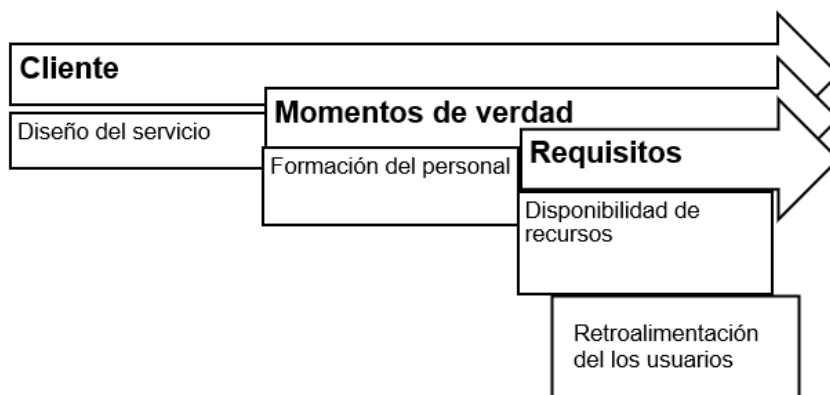 Cliente
Diseño del servicio
Momentos de verdad
Formación del personal
Requisitos
Disponibilidad de
recursos
Retroalimentación
del los usuarios